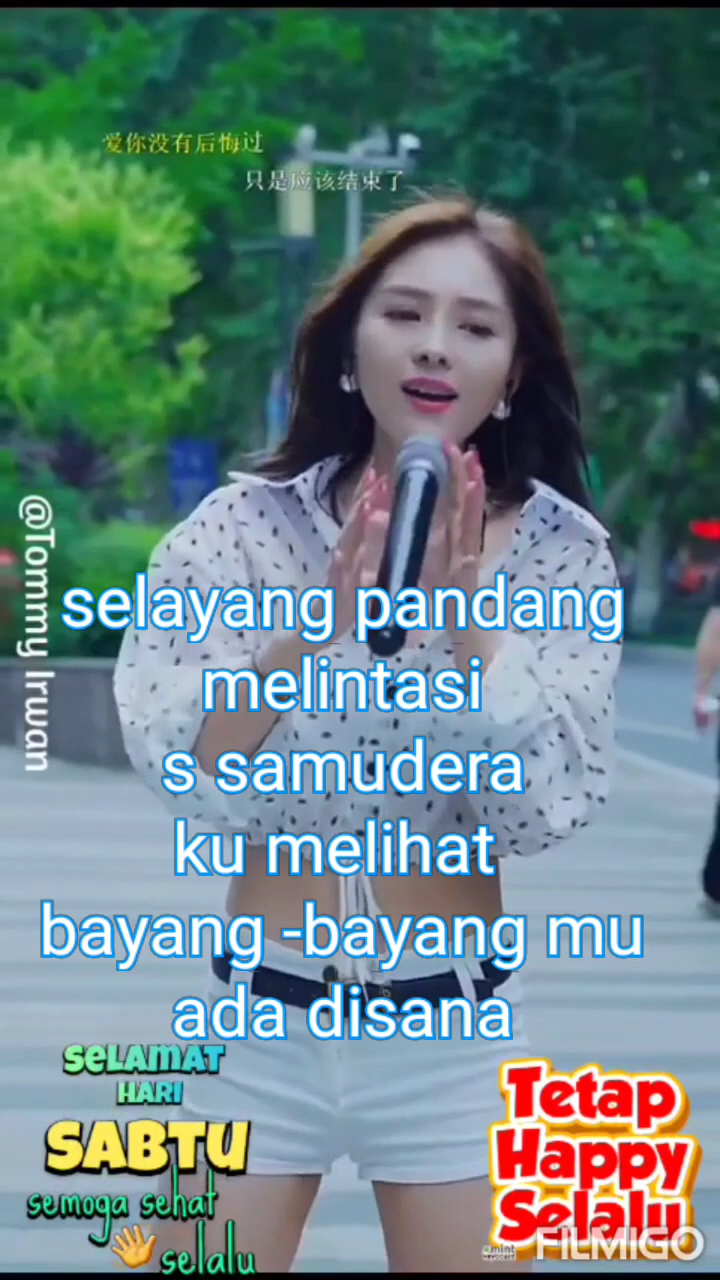 爱你没有后悔过
只是应该结束了
@Tommy Irwan
selayang pandang
melintasi
s samudera
ku melihat
bayang -bayang mu
ada disana
SELAMAT
HARI
SABTU
semoga sehat
selalu
Tetap
Happy
Selalu
FILMIGO